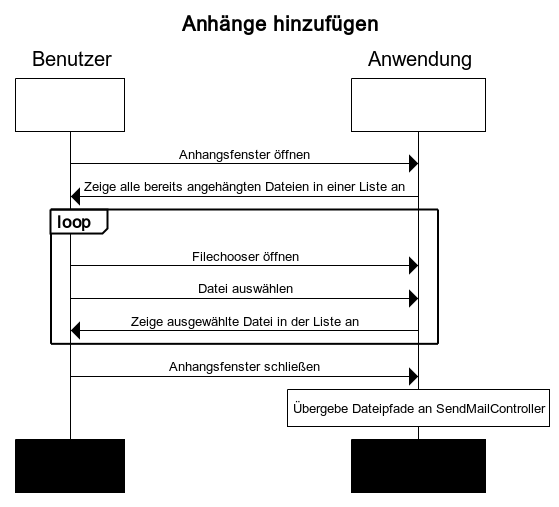 Anhänge hinzufügen
Benutzer
Anwendung
Anhangsfenster öffnen
Zeige alle bereits angehängten Dateien in einer Liste an
loop
Filechooser öffnen
Datei auswählen
Zeige ausgewählte Datei in der Liste an
Anhangsfenster schließen
Übergebe Dateipfade an SendMailController